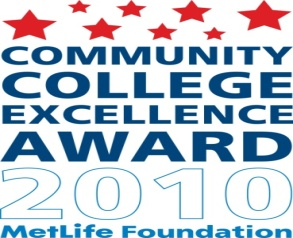 COMMUNITY
COLLEGE
EXCELLENCE
AWARD
2010
MetLife Foundation